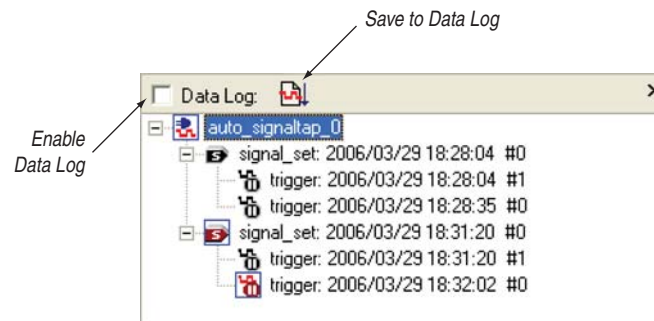 Save to Data Log
Data Log:
Enable
Data Log
auto_signaltap_0
signal_set: 2006/03/29 18:28:04 #0
trigger: 2006/03/29 18:28:04 #1
trigger: 2006/03/29 18:28:35 #0
signal_set: 2006/03/29 18:31:20 #0
trigger: 2006/03/29 18:31:20 #1
trigger: 2006/03/29 18:32:02 #0